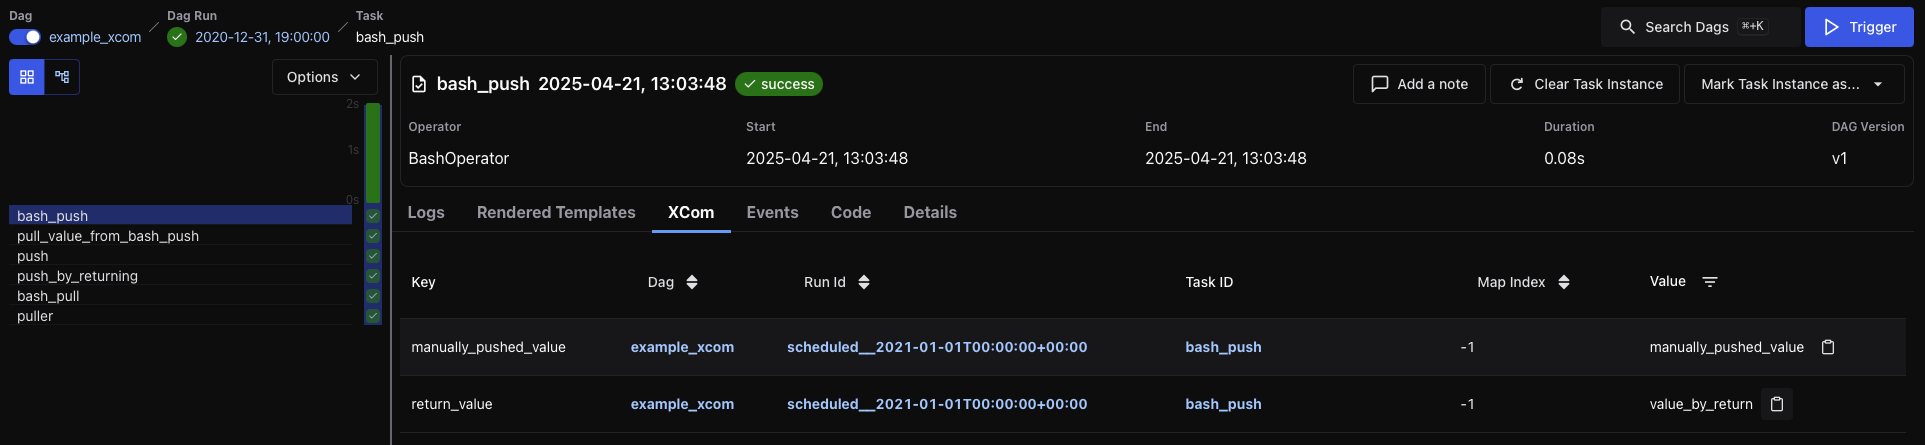 Dag
example_xcom
Dag Run
2020-12-31, 19:00:00
Task
bash_push
Search Dags ⌘+K
Trigger
Options
2s
1s
0s
bash_push
pull_value_from_bash_push
push
push_by_returning
bash_pull
puller
bash_push 2025-04-21, 13:03:48 success
Add a note
Clear Task Instance
Mark Task Instance as...
Operator Start End Duration DAG Version
BashOperator 2025-04-21, 13:03:48 2025-04-21, 13:03:48 0.08s v1
Logs Rendered Templates XCom Events Code Details
Key Dag Run Id Task ID Map Index Value
manually_pushed_value example_xcom scheduled__2021-01-01T00:00:00+00:00 bash_push -1 manually_pushed_value
return_value example_xcom scheduled__2021-01-01T00:00:00+00:00 bash_push -1 value_by_return